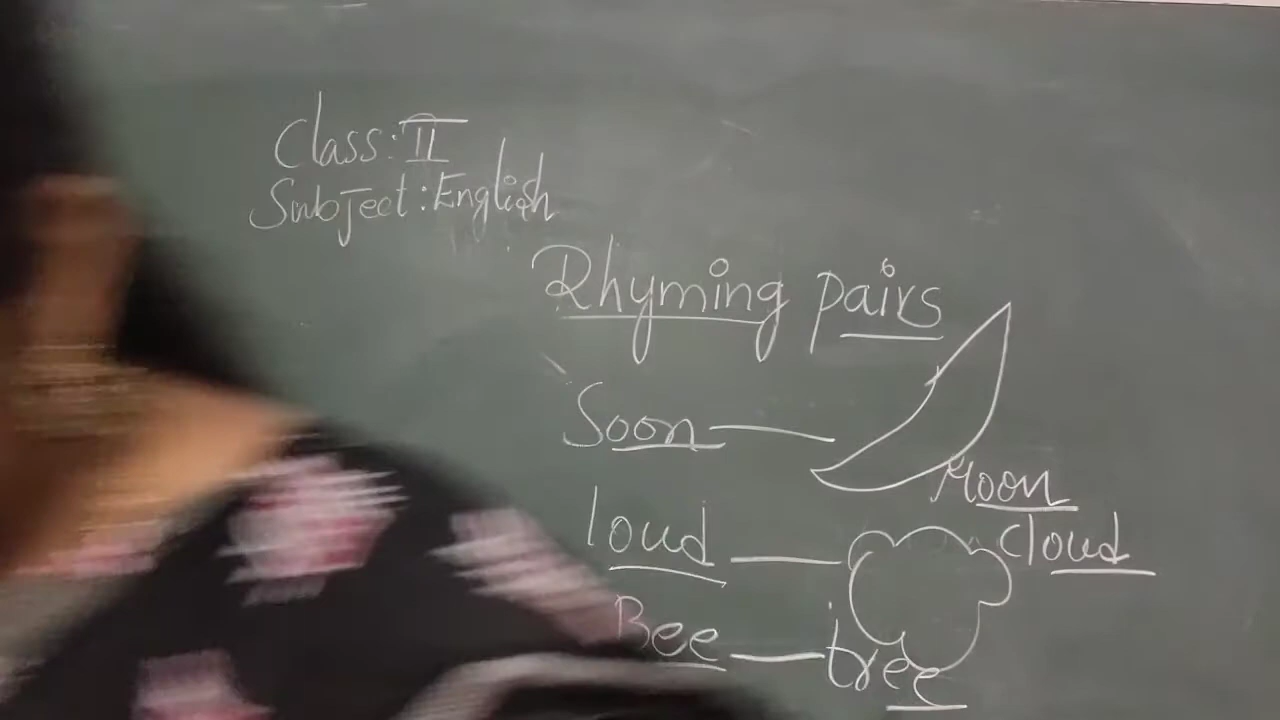 Class: II
Subject: English
Rhyming pairs
Soon — Moon
loud — cloud
Bee — tree